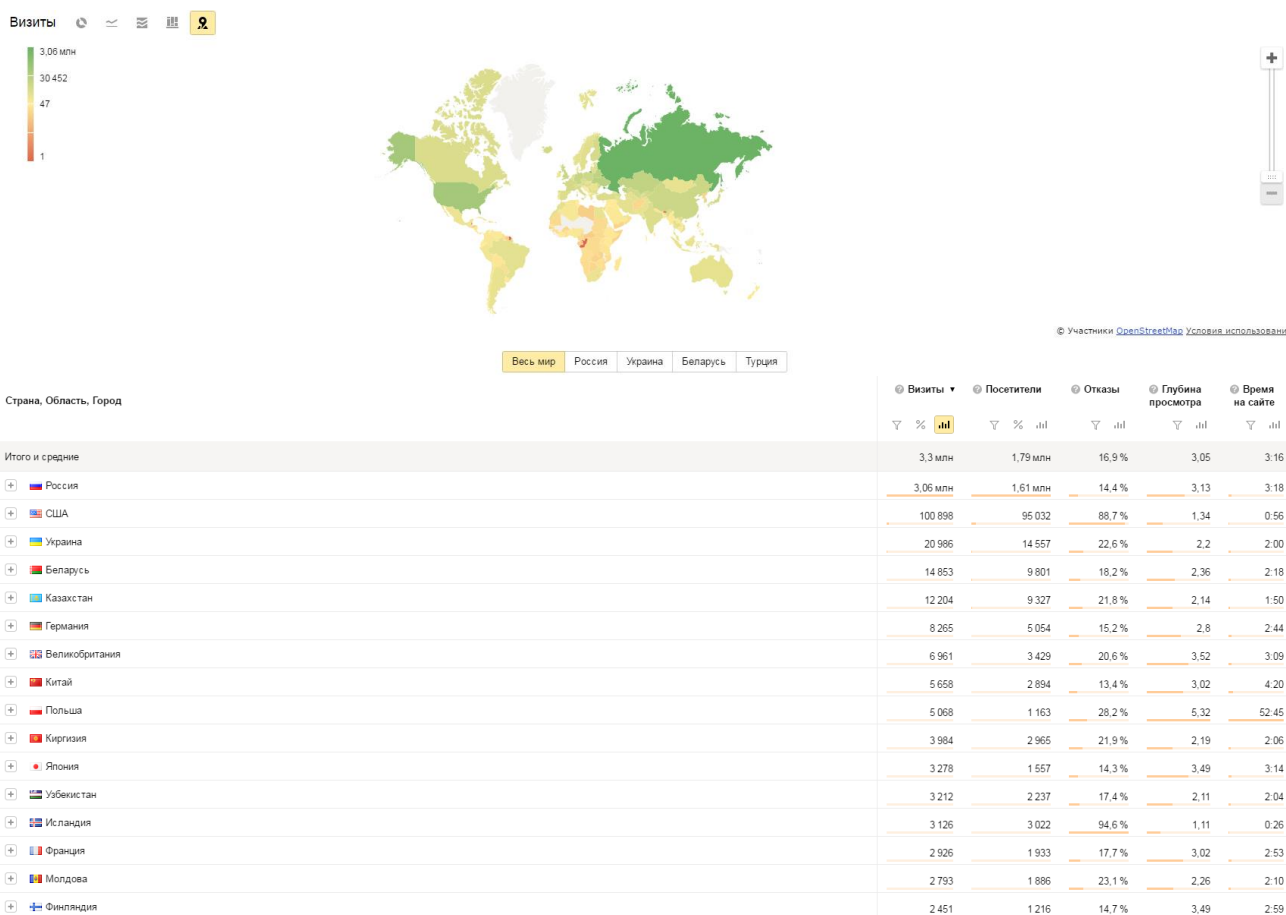 Визиты
3,06 млн
30 452
47
1
© Участники OpenStreetMap Условия использовани
Весь мир Россия Украина Беларусь Турция
Страна, Область, Город Визиты ▼ Посетители Отказы Глубина просмотра Время на сайте
Итого и средние 3,3 млн 1,79 млн 16,9 % 3,05 3:16
Россия 3,06 млн 1,61 млн 14,4 % 3,13 3:18
США 100 898 95 032 88,7 % 1,34 0:56
Украина 20 986 14 557 22,6 % 2,2 2:00
Беларусь 14 853 9 801 18,2 % 2,36 2:18
Казахстан 12 204 9 327 21,8 % 2,14 1:50
Германия 8 265 5 054 15,2 % 2,8 2:44
Великобритания 6 961 3 429 20,6 % 3,52 3:09
Китай 5 658 2 894 13,4 % 3,02 4:20
Польша 5 068 1 163 28,2 % 5,32 52:45
Киргизия 3 984 2 965 21,9 % 2,19 2:06
Япония 3 278 1 557 14,3 % 3,49 3:14
Узбекистан 3 212 2 237 17,4 % 2,11 2:04
Исландия 3 126 3 022 94,6 % 1,11 0:26
Франция 2 926 1 933 17,7 % 3,02 2:53
Молдова 2 793 1 886 23,1 % 2,26 2:10
Финляндия 2 451 1 216 14,7 % 3,49 2:59